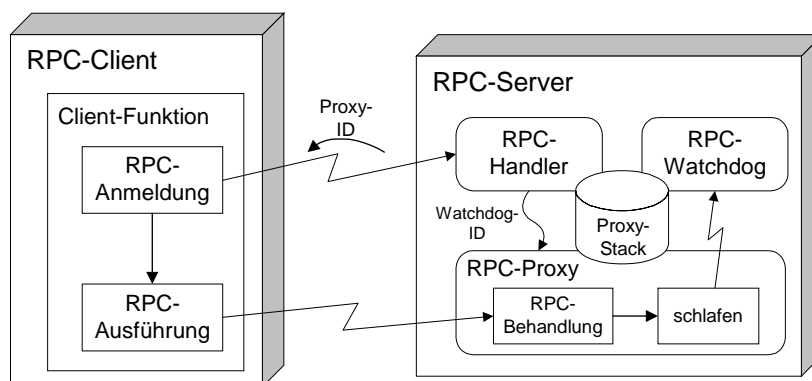 RPC-Client
Client-Funktion
RPC-
Anmeldung
RPC-
Ausführung
Proxy-
ID
RPC-Server
RPC-
Handler
RPC-
Watchdog
Watchdog-
ID
Proxy-
Stack
RPC-Proxy
RPC-
Behandlung
schlafen